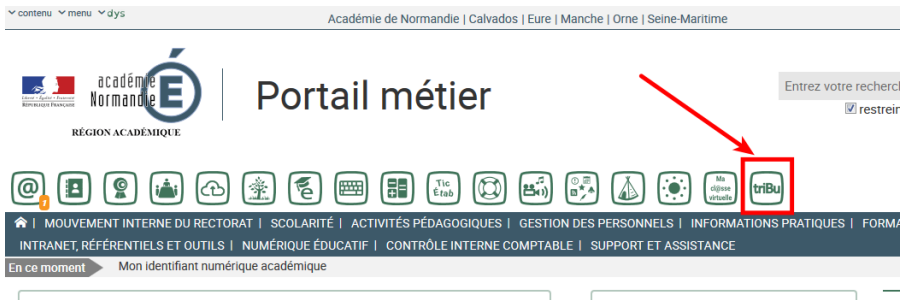 contenu menu dys
Académie de Normandie | Calvados | Eure | Manche | Orne | Seine-Maritime
académie
Normandie
É
RÉGION ACADÉMIQUE
Portail métier
Entrez votre recherch
restrein
@
1
Tic
Étab
Ma
cl@sse
virtuelle
triBu
| MOUVEMENT INTERNE DU RECTORAT | SCOLARITÉ | ACTIVITÉS PÉDAGOGIQUES | GESTION DES PERSONNELS | INFORMATIONS PRATIQUES | FORMA
INTRANET, RÉFÉRENTIELS ET OUTILS | NUMÉRIQUE ÉDUCATIF | CONTRÔLE INTERNE COMPTABLE | SUPPORT ET ASSISTANCE
En ce moment Mon identifiant numérique académique